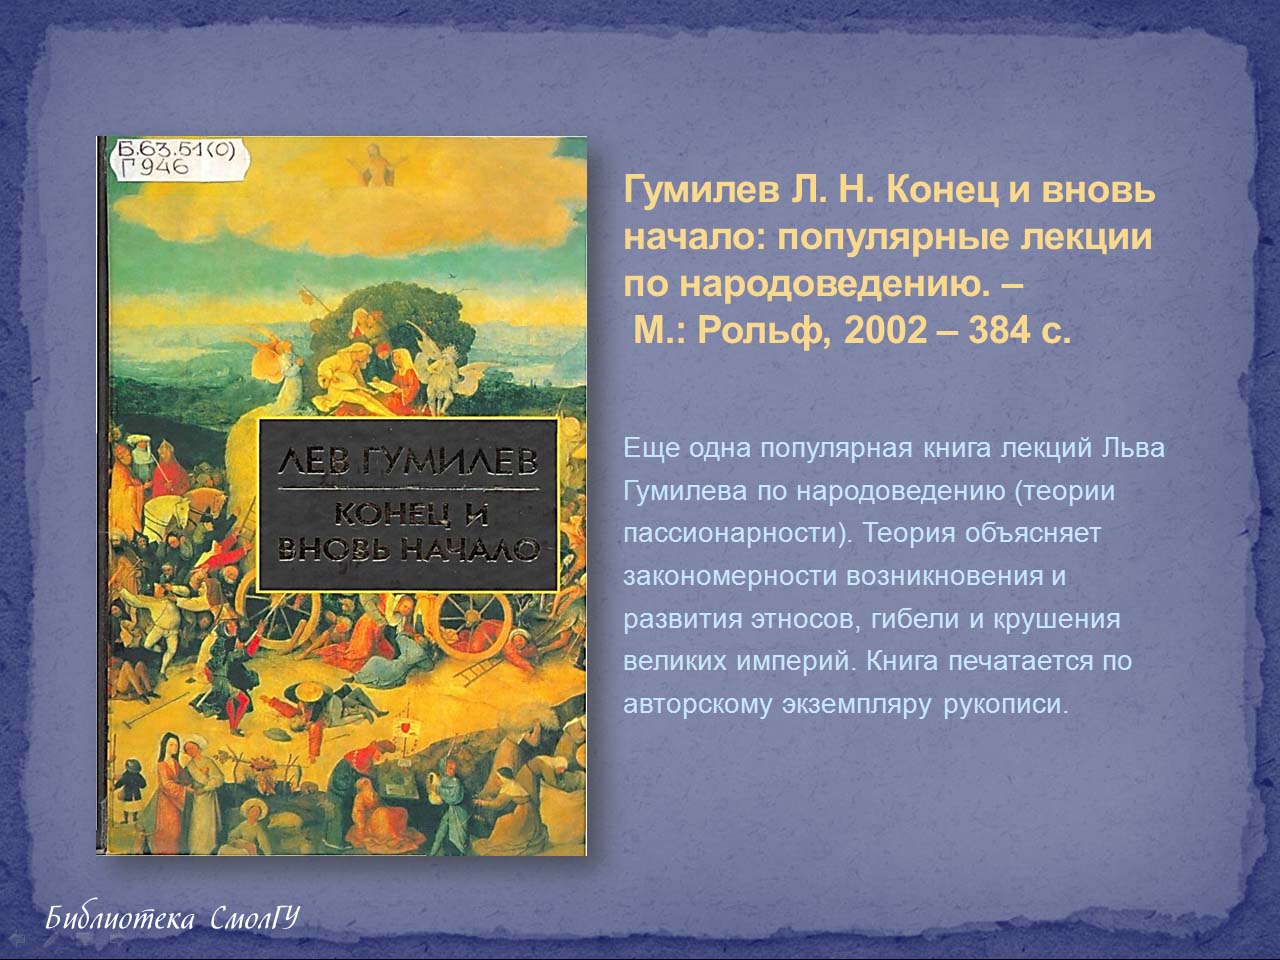 Б.63.51(0)
Г946
ЛЕВ ГУМИЛЕВ
КОНЕЦ И
ВНОВЬ НАЧАЛО
Гумилев Л. Н. Конец и вновь
начало: популярные лекции
по народоведению. –
М.: Рольф, 2002 – 384 с.
Еще одна популярная книга лекций Льва
Гумилева по народоведению (теории
пассионарности). Теория объясняет
закономерности возникновения и
развития этносов, гибели и крушения
великих империй. Книга печатается по
авторскому экземпляру рукописи.
Библиотека СмолГУ